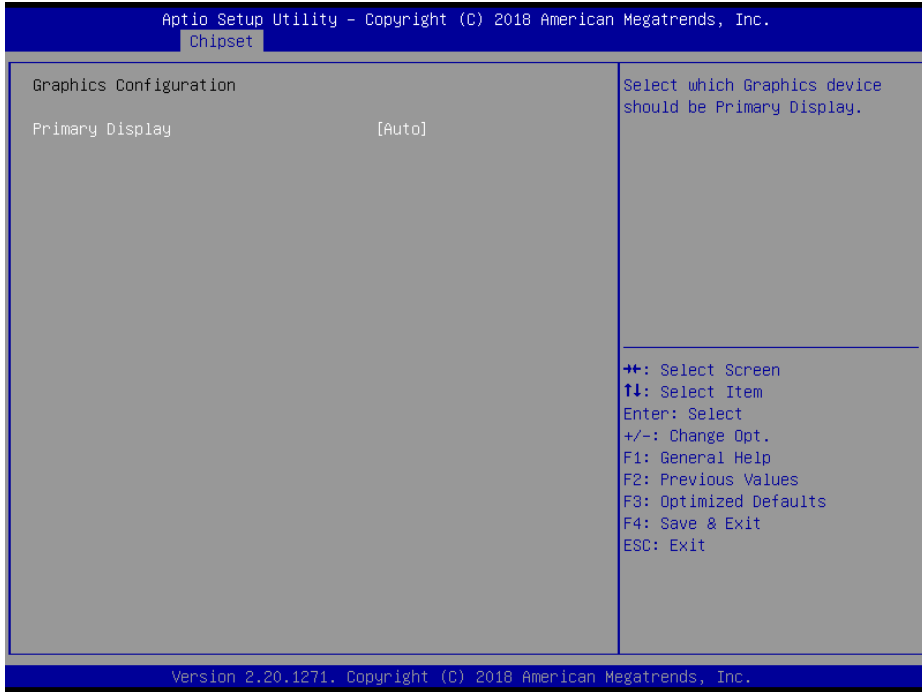 Aptio Setup Utility – Copyright (C) 2018 American Megatrends, Inc.
Chipset
Graphics Configuration
Primary Display [Auto]
Select which Graphics device
should be Primary Display.
→←: Select Screen
↑↓: Select Item
Enter: Select
+/-: Change Opt.
F1: General Help
F2: Previous Values
F3: Optimized Defaults
F4: Save & Exit
ESC: Exit
Version 2.20.1271. Copyright (C) 2018 American Megatrends, Inc.